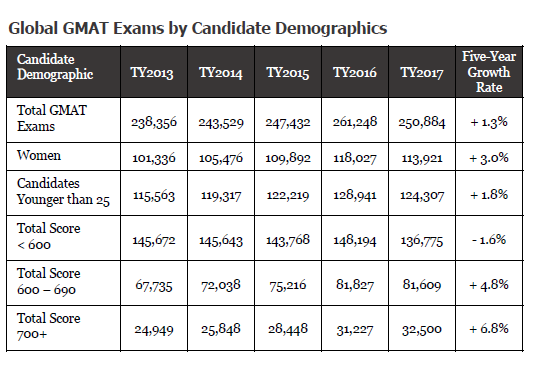 Global GMAT Exams by Candidate Demographics
Candidate Demographic TY2013 TY2014 TY2015 TY2016 TY2017 Five-Year Growth Rate
Total GMAT Exams 238,356 243,529 247,432 261,248 250,884 + 1.3%
Women 101,336 105,476 109,892 118,027 113,921 + 3.0%
Candidates Younger than 25 115,563 119,317 122,219 128,941 124,307 + 1.8%
Total Score < 600 145,672 145,643 143,768 148,194 136,775 - 1.6%
Total Score 600 – 690 67,735 72,038 75,216 81,827 81,609 + 4.8%
Total Score 700+ 24,949 25,848 28,448 31,227 32,500 + 6.8%